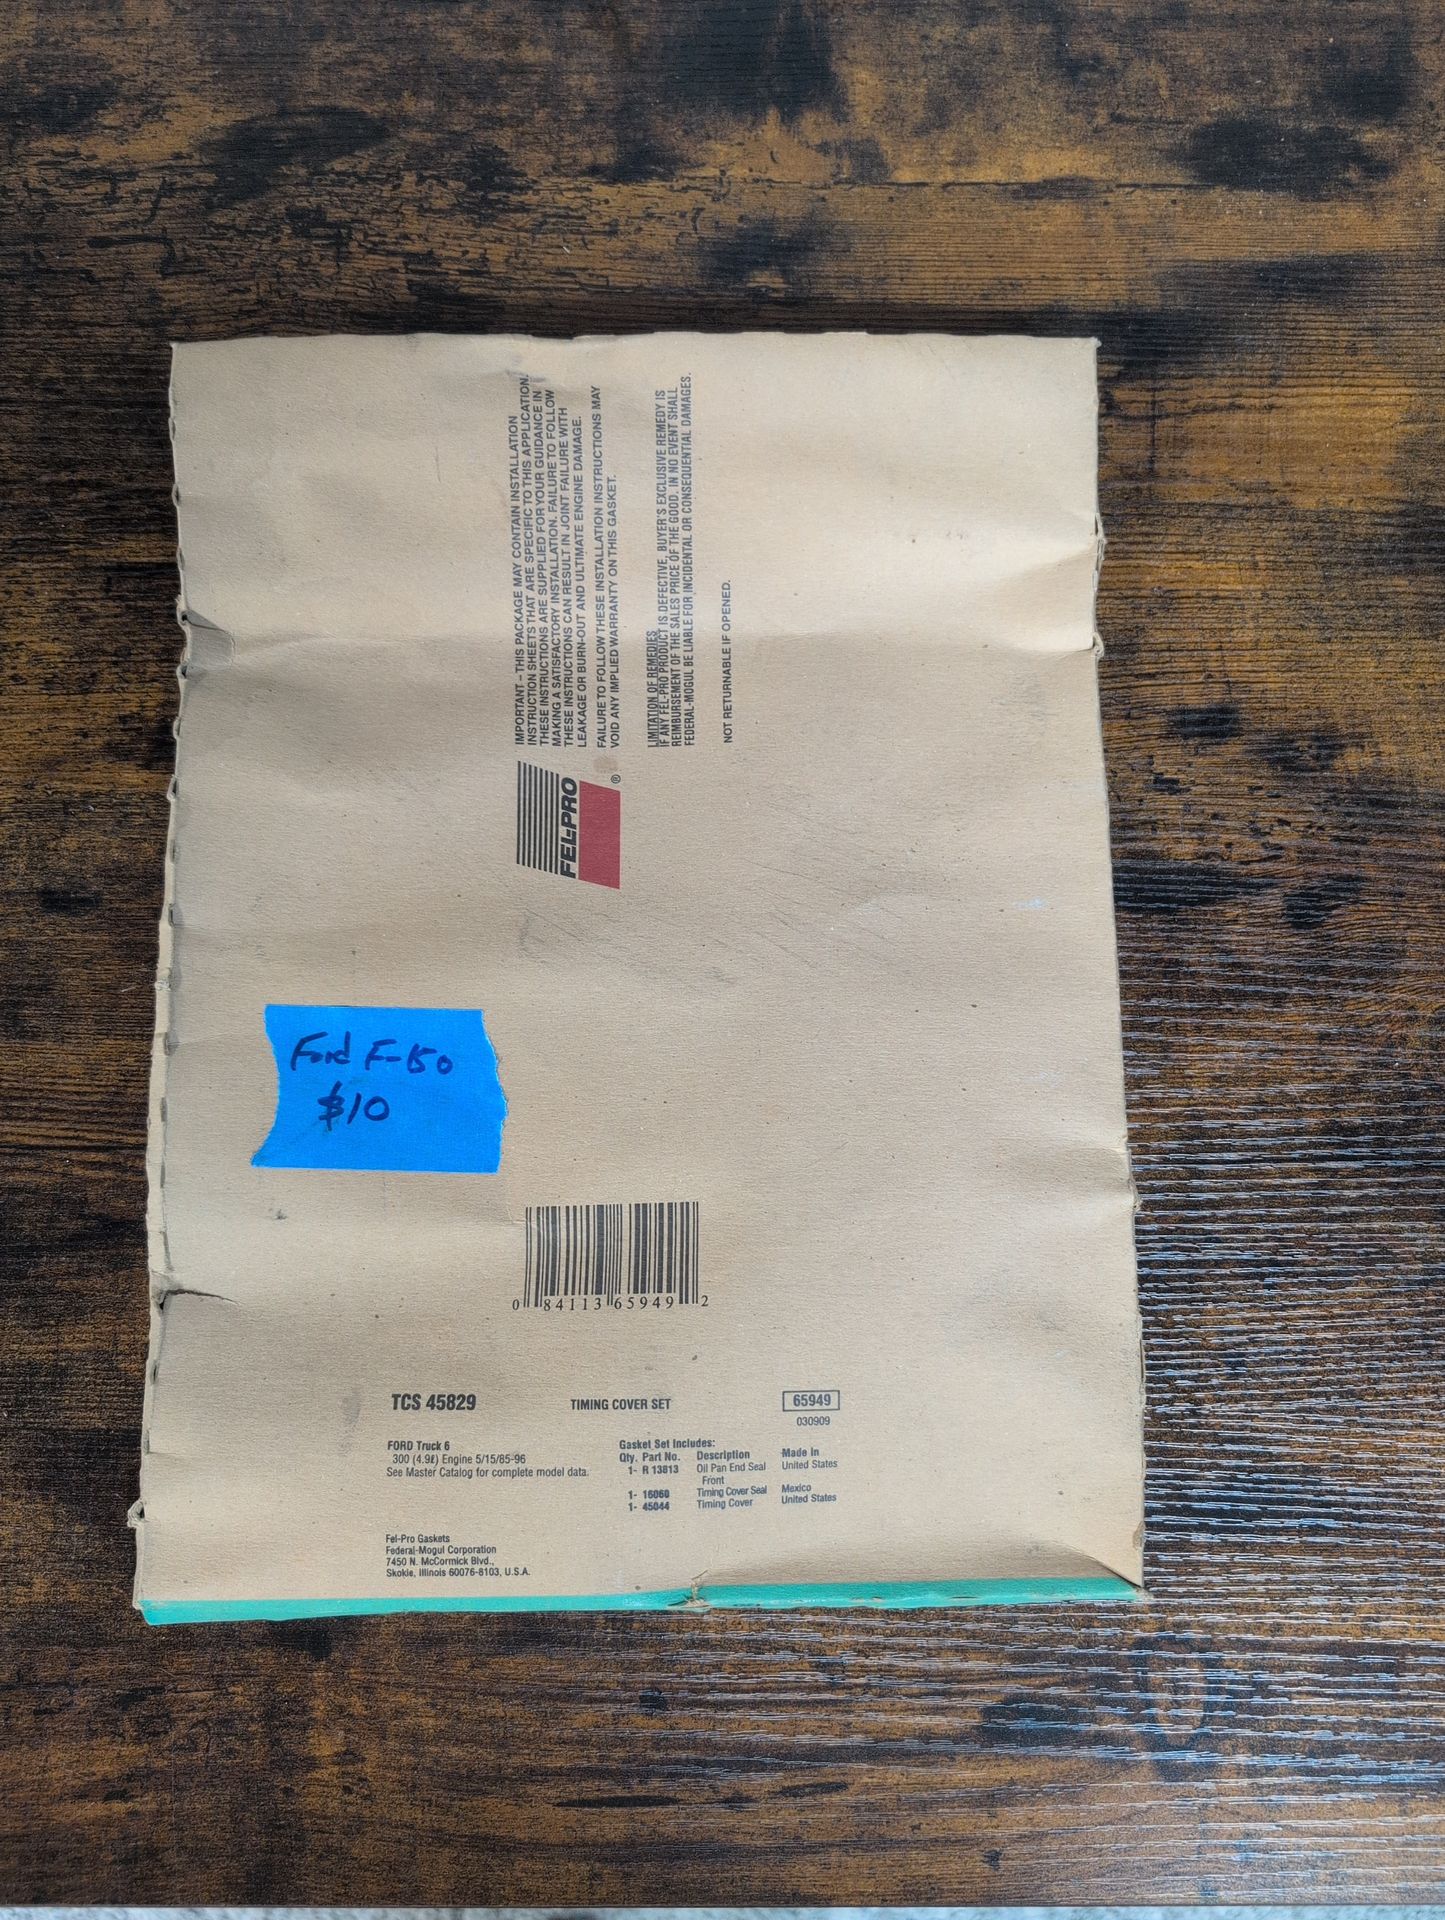 IMPORTANT – THIS PACKAGE MAY CONTAIN INSTALLATION
INSTRUCTION SHEETS THAT ARE SPECIFIC TO THIS APPLICATION.
THESE INSTRUCTIONS ARE SUPPLIED FOR YOUR GUIDANCE IN
MAKING A SATISFACTORY INSTALLATION. FAILURE TO FOLLOW
THESE INSTRUCTIONS CAN RESULT IN JOINT FAILURE WITH
LEAKAGE OR BURN-OUT AND ULTIMATE ENGINE DAMAGE.
FAILURE TO FOLLOW THESE INSTALLATION INSTRUCTIONS MAY
VOID ANY IMPLIED WARRANTY ON THIS GASKET.
LIMITATION OF REMEDIES
IF ANY FEL-PRO PRODUCT IS DEFECTIVE, BUYER'S EXCLUSIVE REMEDY IS
REIMBURSEMENT OF THE SALES PRICE OF THE GOOD. IN NO EVENT SHALL
FEDERAL-MOGUL BE LIABLE FOR INCIDENTAL OR CONSEQUENTIAL DAMAGES.
NOT RETURNABLE IF OPENED.
FEL-PRO ®
Ford F-150
$10
0 84113 65949 2
TCS 45829 TIMING COVER SET 65949
030909
FORD Truck 6
300 (4.9ℓ) Engine 5/15/85-96
See Master Catalog for complete model data.
Gasket Set Includes:
Qty. Part No. Description Made In
1- R 13813 Oil Pan End Seal United States
Front
1- 16060 Timing Cover Seal Mexico
1- 45044 Timing Cover United States
Fel-Pro Gaskets
Federal-Mogul Corporation
7450 N. McCormick Blvd.,
Skokie, Illinois 60076-8103, U.S.A.